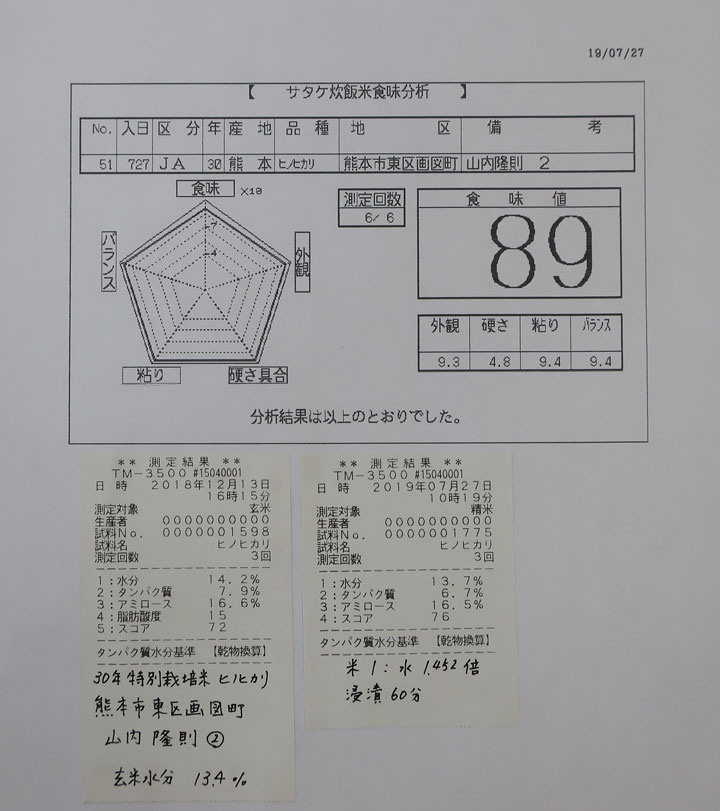 19/07/27
【 サタケ炊飯米食味分析 】
No. 入日 区 分 年 産 地 品 種 地 区 備 考
51 727 JA 30 熊 本 ヒノヒカリ 熊本市東区画図町 山内隆則 2
食味 ×10
7
4
バランス
外観
粘り
硬さ具合
測定回数
6/ 6
食 味 値
89
外観 硬さ 粘り バランス
9.3 4.8 9.4 9.4
分析結果は以上のとおりでした。
** 測定結果 **
TM-3500 #15040001
日 時 2018年12月13日
16時15分
測定対象 玄米
生産者 0000000000
試料No. 0000001598
試料名 ヒノヒカリ
測定回数 3回
1:水分 14.2%
2:タンパク質 7.9%
3:アミロース 16.6%
4:脂肪酸度 15
5:スコア 72
タンパク質水分基準 【乾物換算】
30年特別栽培米 ヒノヒカリ
熊本市東区画図町
山内 隆則 ②
玄米水分 13.4%
** 測定結果 **
TM-3500 #15040001
日 時 2019年07月27日
10時19分
測定対象 精米
生産者 0000000000
試料No. 0000001775
試料名 ヒノヒカリ
測定回数 3回
1:水分 13.7%
2:タンパク質 6.7%
3:アミロース 16.5%
4:スコア 76
タンパク質水分基準 【乾物換算】
米 1:水 1.452倍
浸漬 60分